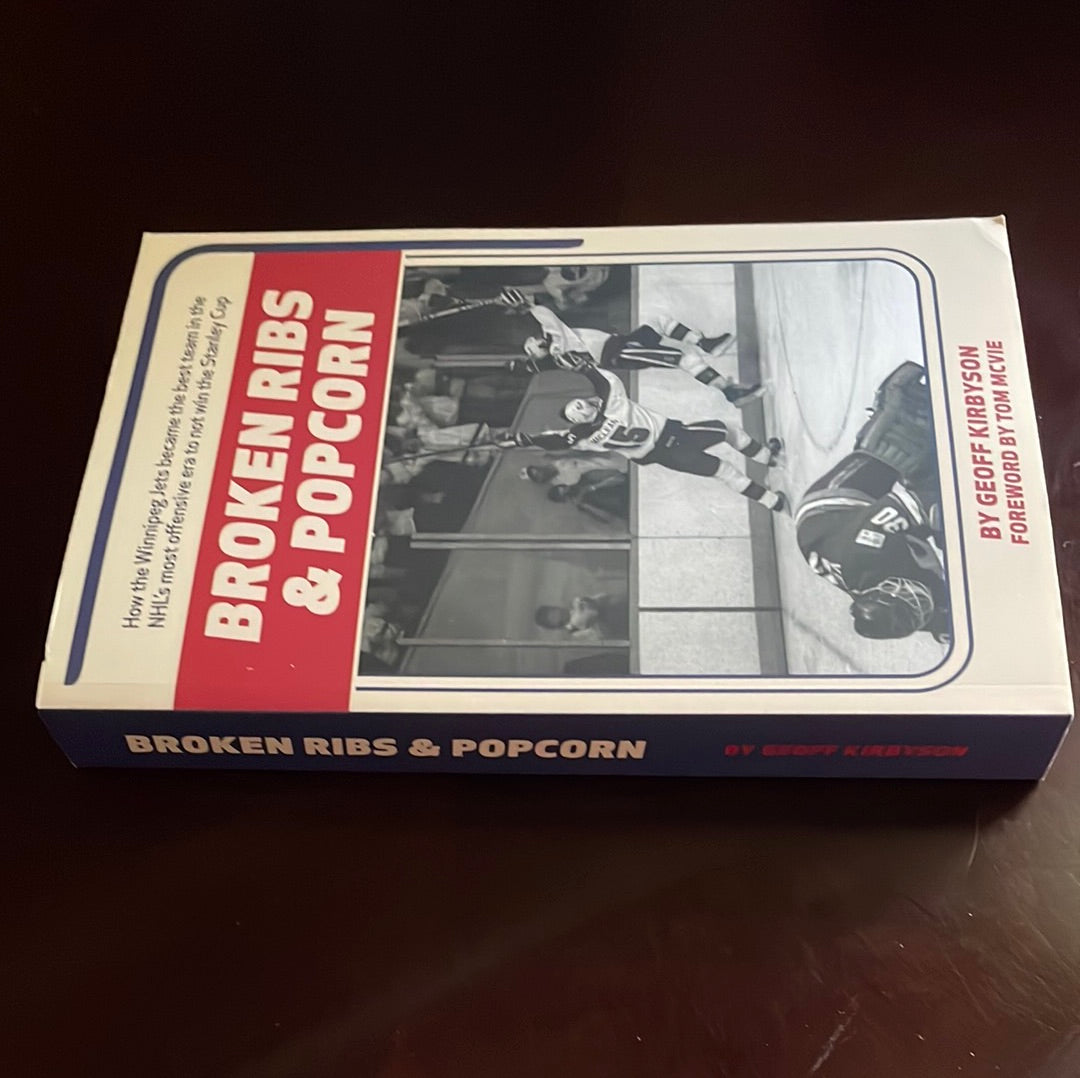 How the Winnipeg Jets became the best team in the
NHL's most offensive era to not win the Stanley Cup
BROKEN RIBS
& POPCORN
30
BY GEOFF KIRBYSON
FOREWORD BY TOM MCVIE
BROKEN RIBS & POPCORN
BY GEOFF KIRBYSON